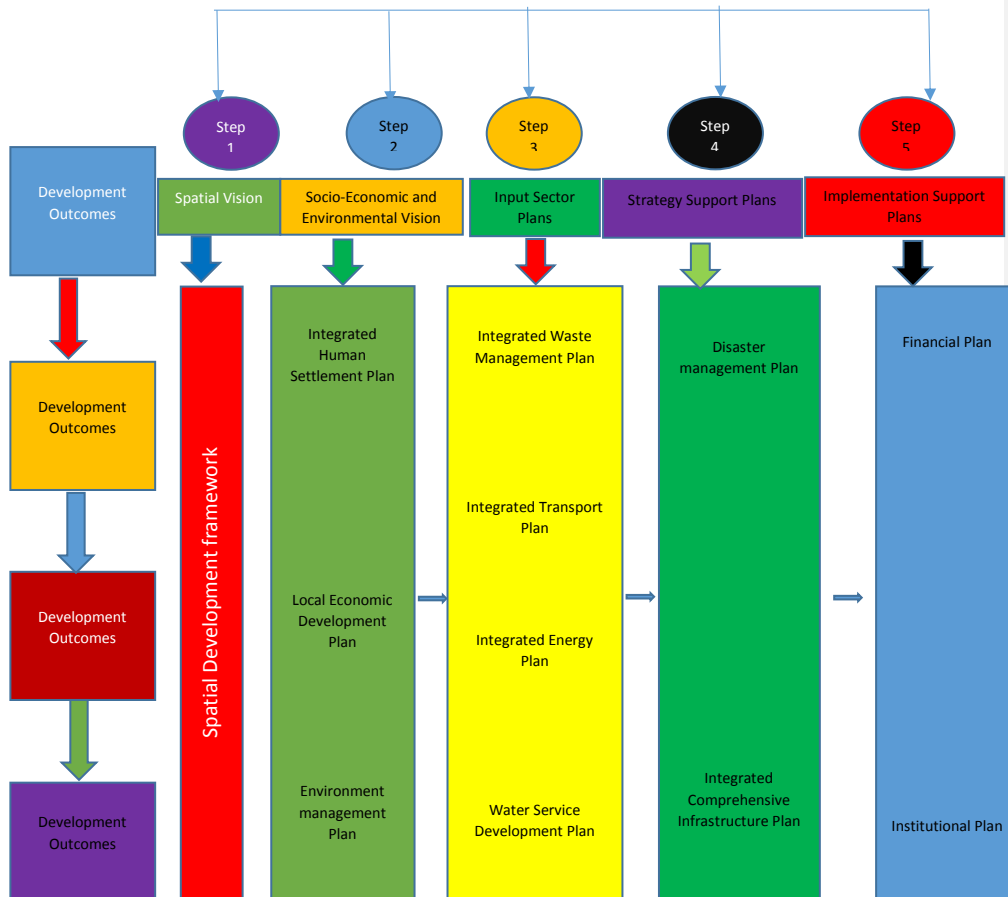 Step
1
Step
2
Step
3
Step
4
Step
5
Development
Outcomes
Spatial Vision
Socio-Economic and
Environmental Vision
Input Sector
Plans
Strategy Support Plans
Implementation Support
Plans
Development
Outcomes
Development
Outcomes
Development
Outcomes
Spatial Development framework
Integrated
Human
Settlement Plan
Local Economic
Development
Plan
Environment
management
Plan
Integrated Waste
Management Plan
Integrated Transport
Plan
Integrated Energy
Plan
Water Service
Development Plan
Disaster
management Plan
Integrated
Comprehensive
Infrastructure Plan
Financial Plan
Institutional Plan